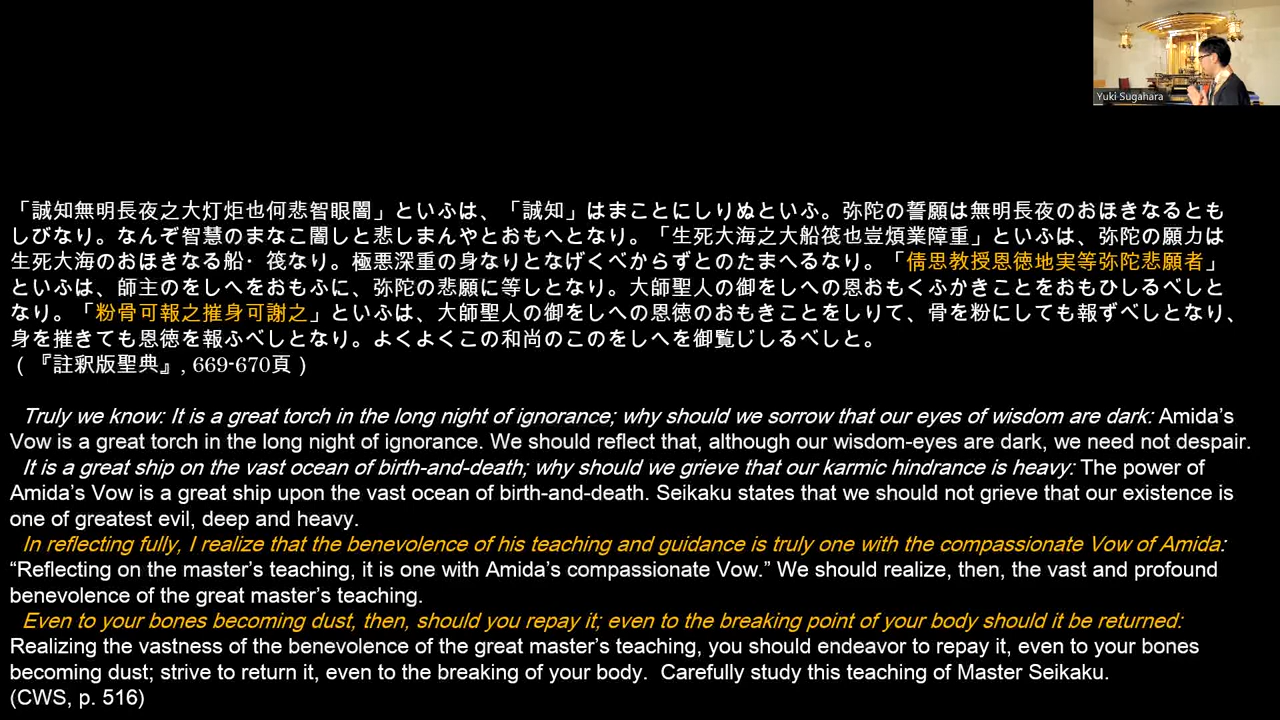 Yuki Sugahara
「誠知無明長夜之大灯炬也何悲智眼闇」といふは、「誠知」はまことにしりぬといふ。弥陀の誓願は無明長夜のおほきなるとも
しびなり。なんぞ智慧のまなこ闇しと悲しまんやとおもへとなり。「生死大海之大船筏也豈煩業障重」といふは、弥陀の願力は
生死大海のおほきなる船・筏なり。極悪深重の身なりとなげくべからずとのたまへるなり。「倩思教授恩徳地実等弥陀悲願者」
といふは、師主のをしへをおもふに、弥陀の悲願に等しとなり。大師聖人の御をしへの恩おもくふかきことをおもひしるべしと
なり。「粉骨可報之摧身可謝之」といふは、大師聖人の御をしへの恩徳のおもきことをしりて、骨を粉にしても報ずべしとなり、
身を摧きても恩徳を報ふべしとなり。よくよくこの和尚のこのをしへを御覧じしるべしと。
(『註釈版聖典』, 669-670頁)
Truly we know: It is a great torch in the long night of ignorance; why should we sorrow that our eyes of wisdom are dark: Amida's
Vow is a great torch in the long night of ignorance. We should reflect that, although our wisdom-eyes are dark, we need not despair.
It is a great ship on the vast ocean of birth-and-death; why should we grieve that our karmic hindrance is heavy: The power of
Amida's Vow is a great ship upon the vast ocean of birth-and-death. Seikaku states that we should not grieve that our existence is
one of greatest evil, deep and heavy.
In reflecting fully, I realize that the benevolence of his teaching and guidance is truly one with the compassionate Vow of Amida:
“Reflecting on the master's teaching, it is one with Amida's compassionate Vow.” We should realize, then, the vast and profound
benevolence of the great master's teaching.
Even to your bones becoming dust, then, should you repay it; even to the breaking point of your body should it be returned:
Realizing the vastness of the benevolence of the great master's teaching, you should endeavor to repay it, even to your bones
becoming dust; strive to return it, even to the breaking of your body. Carefully study this teaching of Master Seikaku.
(CWS, p. 516)